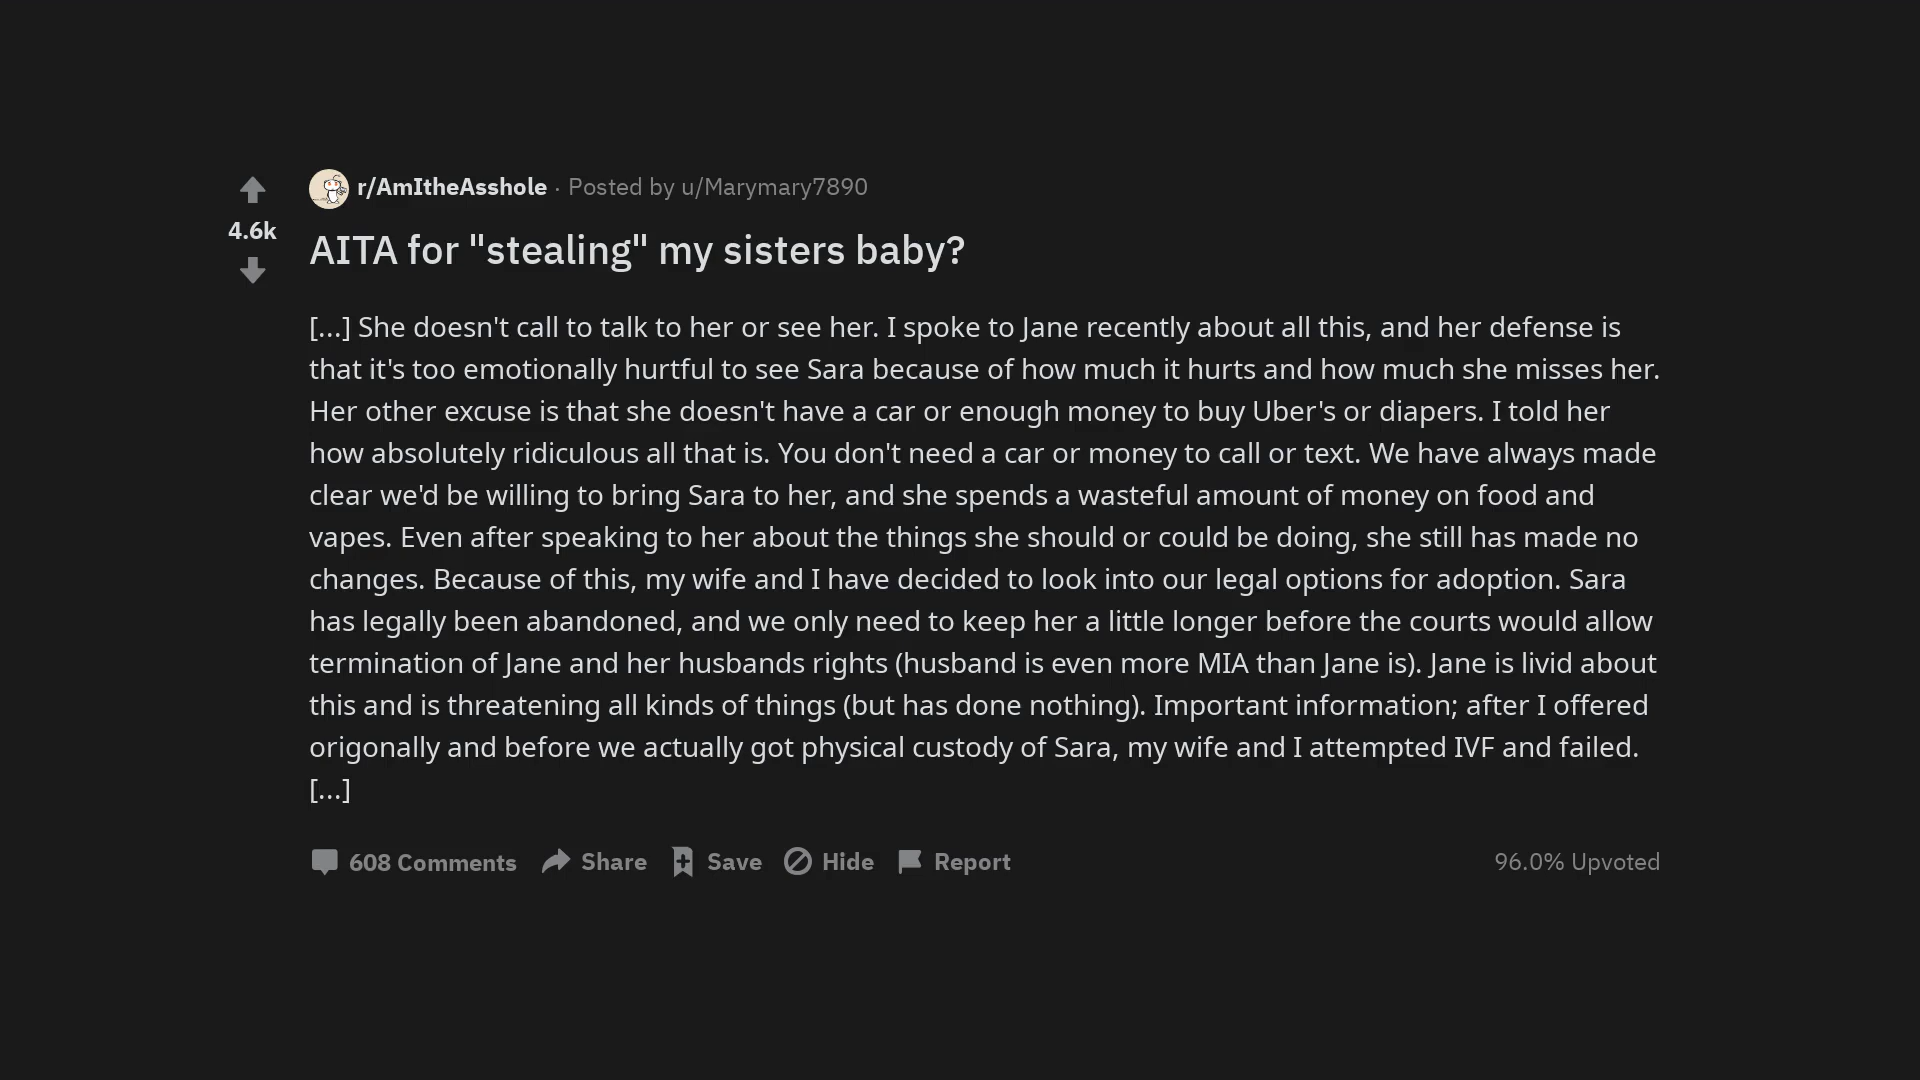 r/AmItheAsshole · Posted by u/Marymary7890
4.6k
AITA for "stealing" my sisters baby?
[...] She doesn't call to talk to her or see her. I spoke to Jane recently about all this, and her defense is
that it's too emotionally hurtful to see Sara because of how much it hurts and how much she misses her.
Her other excuse is that she doesn't have a car or enough money to buy Uber's or diapers. I told her
how absolutely ridiculous all that is. You don't need a car or money to call or text. We have always made
clear we'd be willing to bring Sara to her, and she spends a wasteful amount of money on food and
vapes. Even after speaking to her about the things she should or could be doing, she still has made no
changes. Because of this, my wife and I have decided to look into our legal options for adoption. Sara
has legally been abandoned, and we only need to keep her a little longer before the courts would allow
termination of Jane and her husbands rights (husband is even more MIA than Jane is). Jane is livid about
this and is threatening all kinds of things (but has done nothing). Important information; after I offered
origonally and before we actually got physical custody of Sara, my wife and I attempted IVF and failed.
[...]
608 Comments Share Save Hide Report 96.0% Upvoted